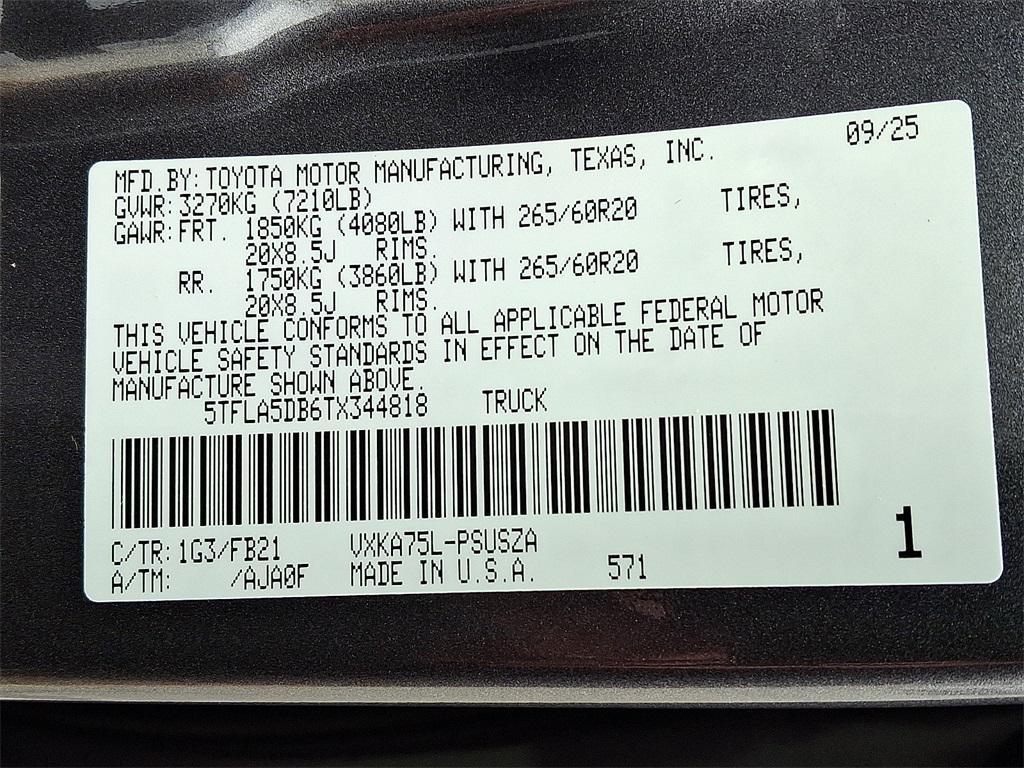 09/25
MFD.BY:TOYOTA MOTOR MANUFACTURING, TEXAS, INC.
GVWR:3270KG (7210LB)
GAWR:FRT. 1850KG (4080LB) WITH 265/60R20 TIRES,
20X8.5J RIMS.
RR. 1750KG (3860LB) WITH 265/60R20 TIRES,
20X8.5J RIMS.
THIS VEHICLE CONFORMS TO ALL APPLICABLE FEDERAL MOTOR
VEHICLE SAFETY STANDARDS IN EFFECT ON THE DATE OF
MANUFACTURE SHOWN ABOVE.
5TFLA5DB6TX344818 TRUCK
C/TR:1G3/FB21 VXKA75L-PSUSZA
A/TM: /AJA0F MADE IN U.S.A. 571
1